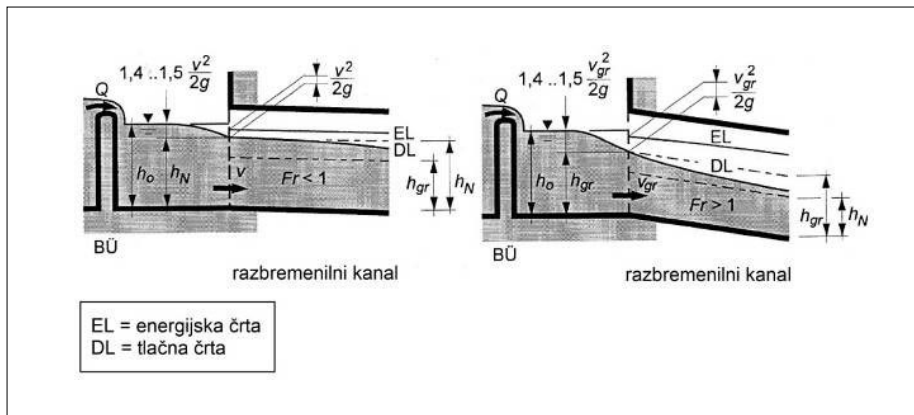 1,4 ..1,5 v²/2g
v²/2g
Q
EL
DL
h₀
h_N
v
Fr < 1
h_gr
h_N
BÜ
razbremenilni kanal
1,4 ..1,5 v_gr²/2g
v_gr²/2g
Q
EL
DL
h₀
h_gr
v_gr
Fr > 1
h_gr
h_N
BÜ
razbremenilni kanal
EL = energijska črta
DL = tlačna črta